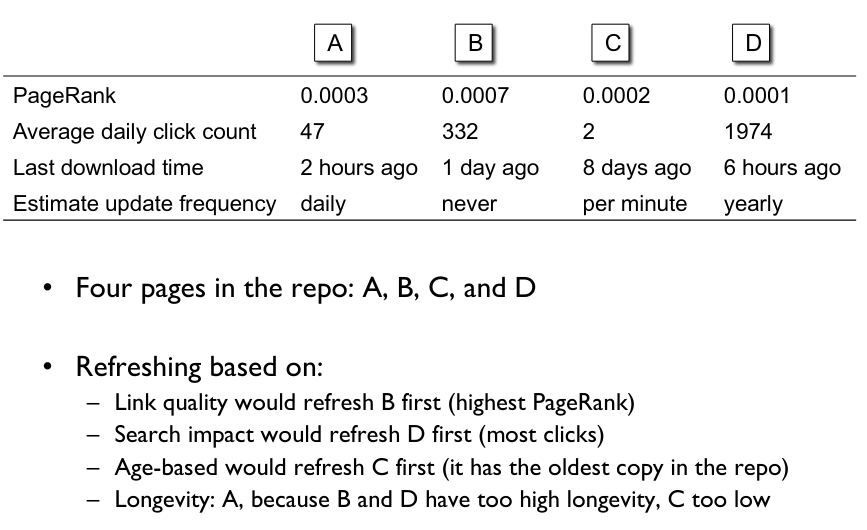 A B C D
PageRank 0.0003 0.0007 0.0002 0.0001
Average daily click count 47 332 2 1974
Last download time 2 hours ago 1 day ago 8 days ago 6 hours ago
Estimate update frequency daily never per minute yearly
• Four pages in the repo: A, B, C, and D
• Refreshing based on:
– Link quality would refresh B first (highest PageRank)
– Search impact would refresh D first (most clicks)
– Age-based would refresh C first (it has the oldest copy in the repo)
– Longevity: A, because B and D have too high longevity, C too low